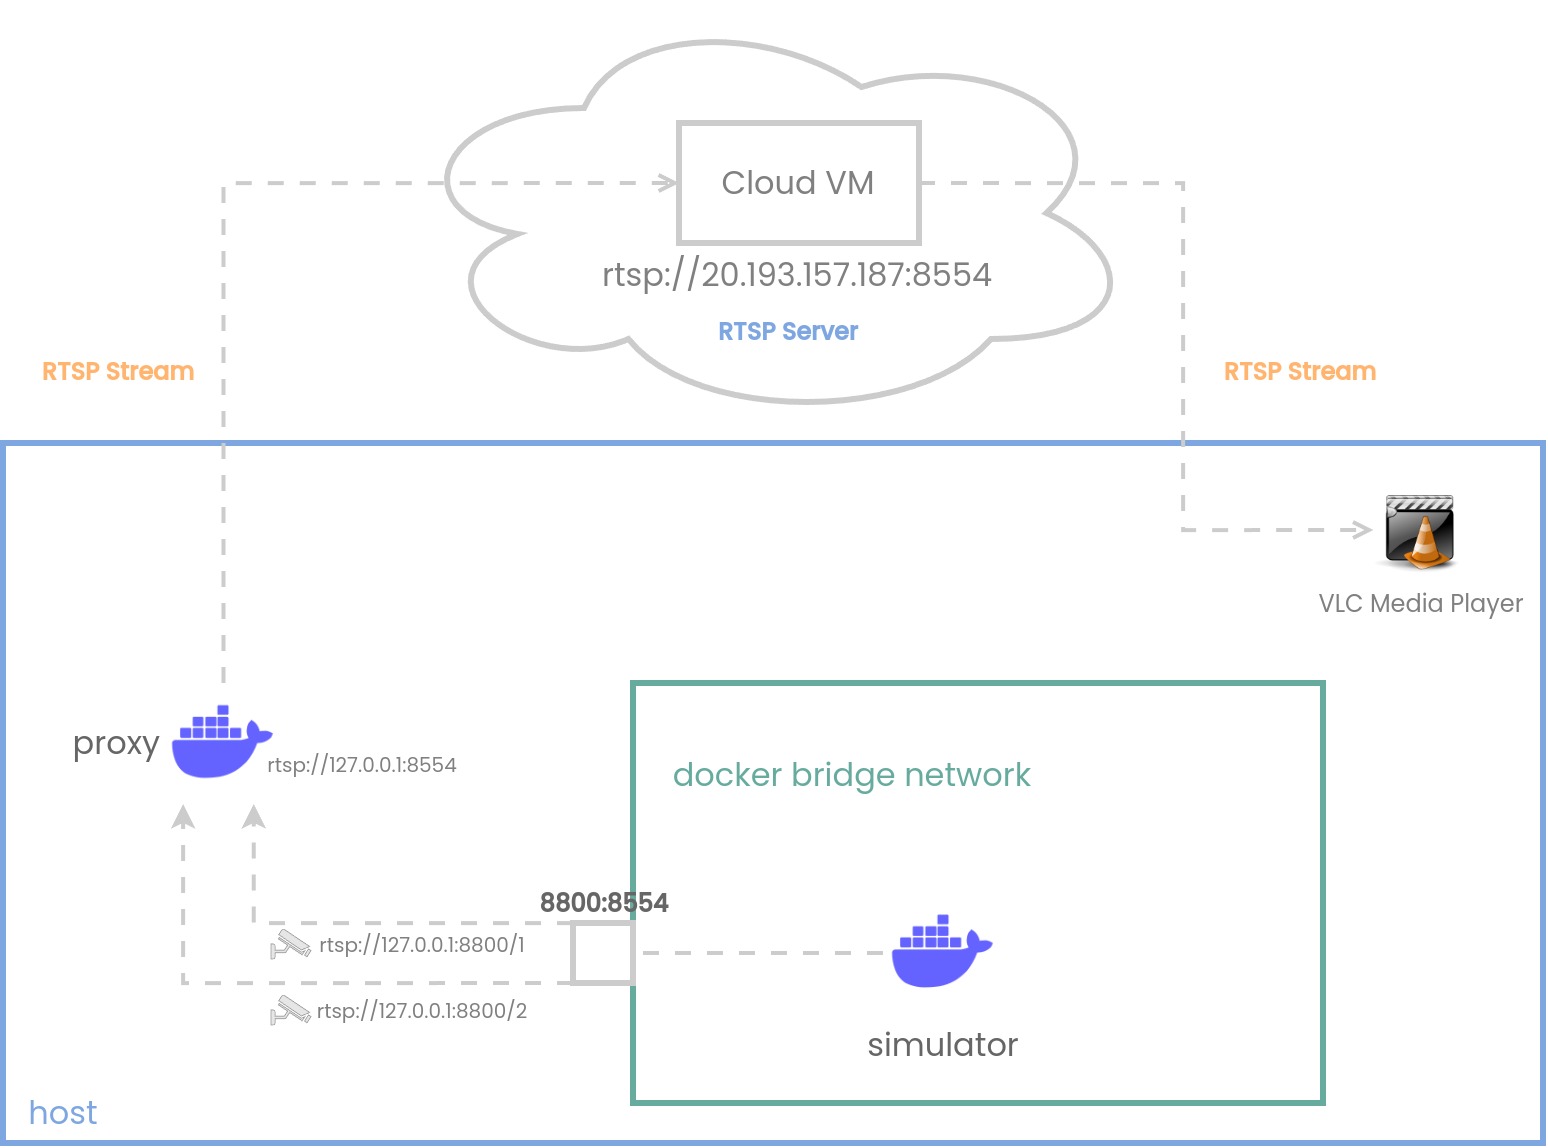 Cloud VM
rtsp://20.193.157.187:8554
RTSP Server
RTSP Stream
RTSP Stream
VLC Media Player
proxy
rtsp://127.0.0.1:8554
docker bridge network
8800:8554
rtsp://127.0.0.1:8800/1
rtsp://127.0.0.1:8800/2
simulator
host